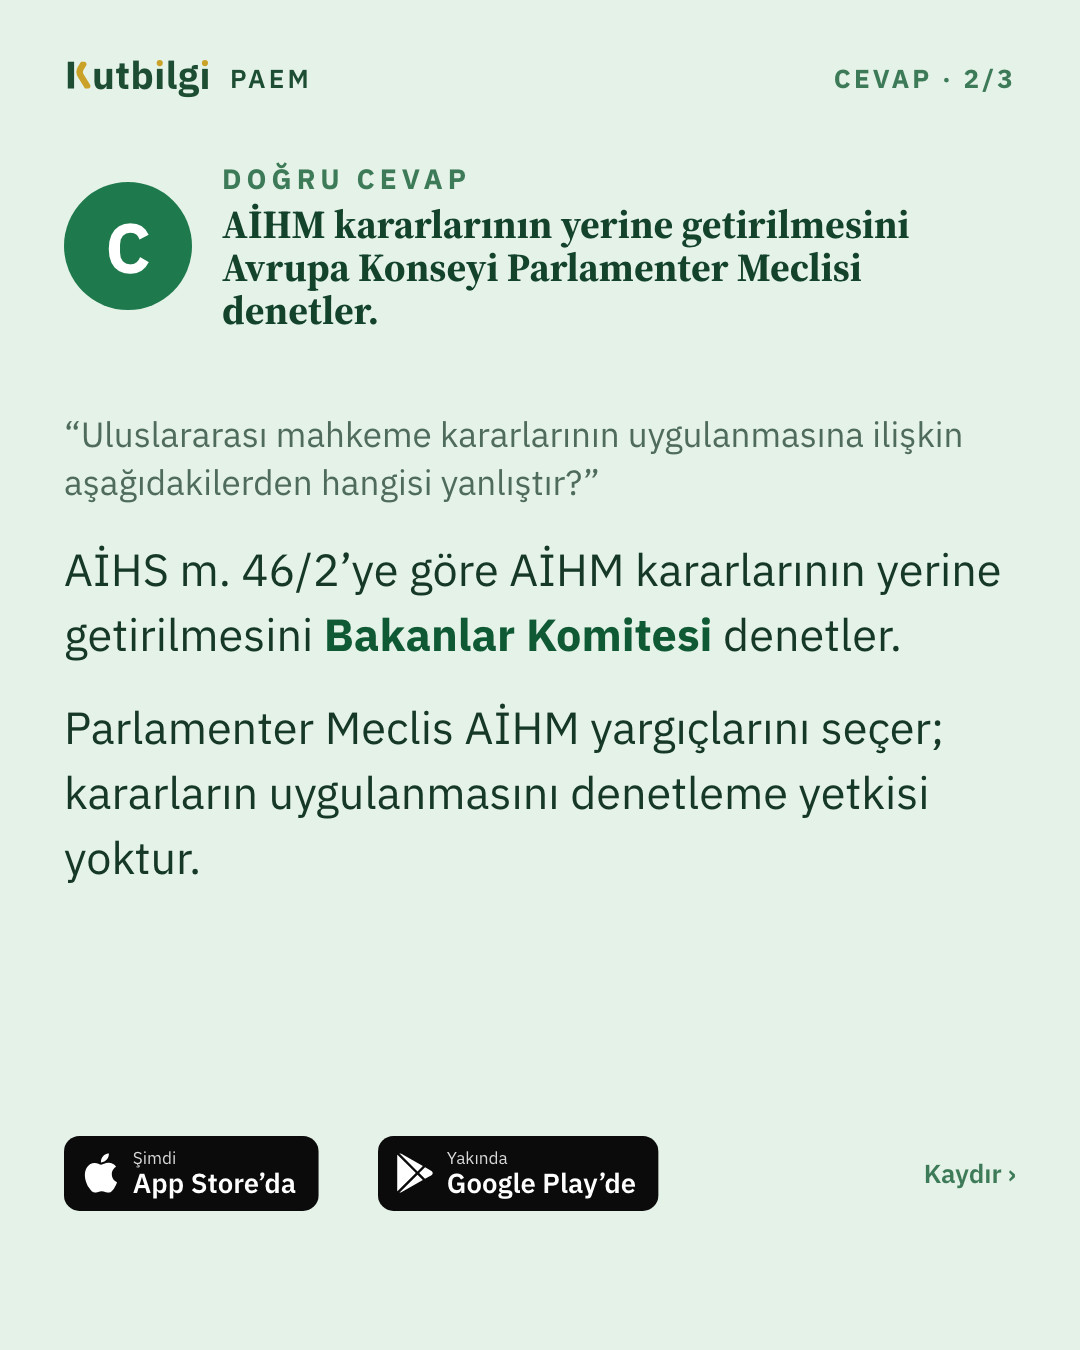 Kutbilgi PAEM
CEVAP · 2/3
C
DOĞRU CEVAP
AİHM kararlarının yerine getirilmesini
Avrupa Konseyi Parlamenter Meclisi
denetler.
“Uluslararası mahkeme kararlarının uygulanmasına ilişkin
aşağıdakilerden hangisi yanlıştır?”
AİHS m. 46/2’ye göre AİHM kararlarının yerine
getirilmesini Bakanlar Komitesi denetler.
Parlamenter Meclis AİHM yargıçlarını seçer;
kararların uygulanmasını denetleme yetkisi
yoktur.
Şimdi
App Store’da
Yakında
Google Play’de
Kaydır ›